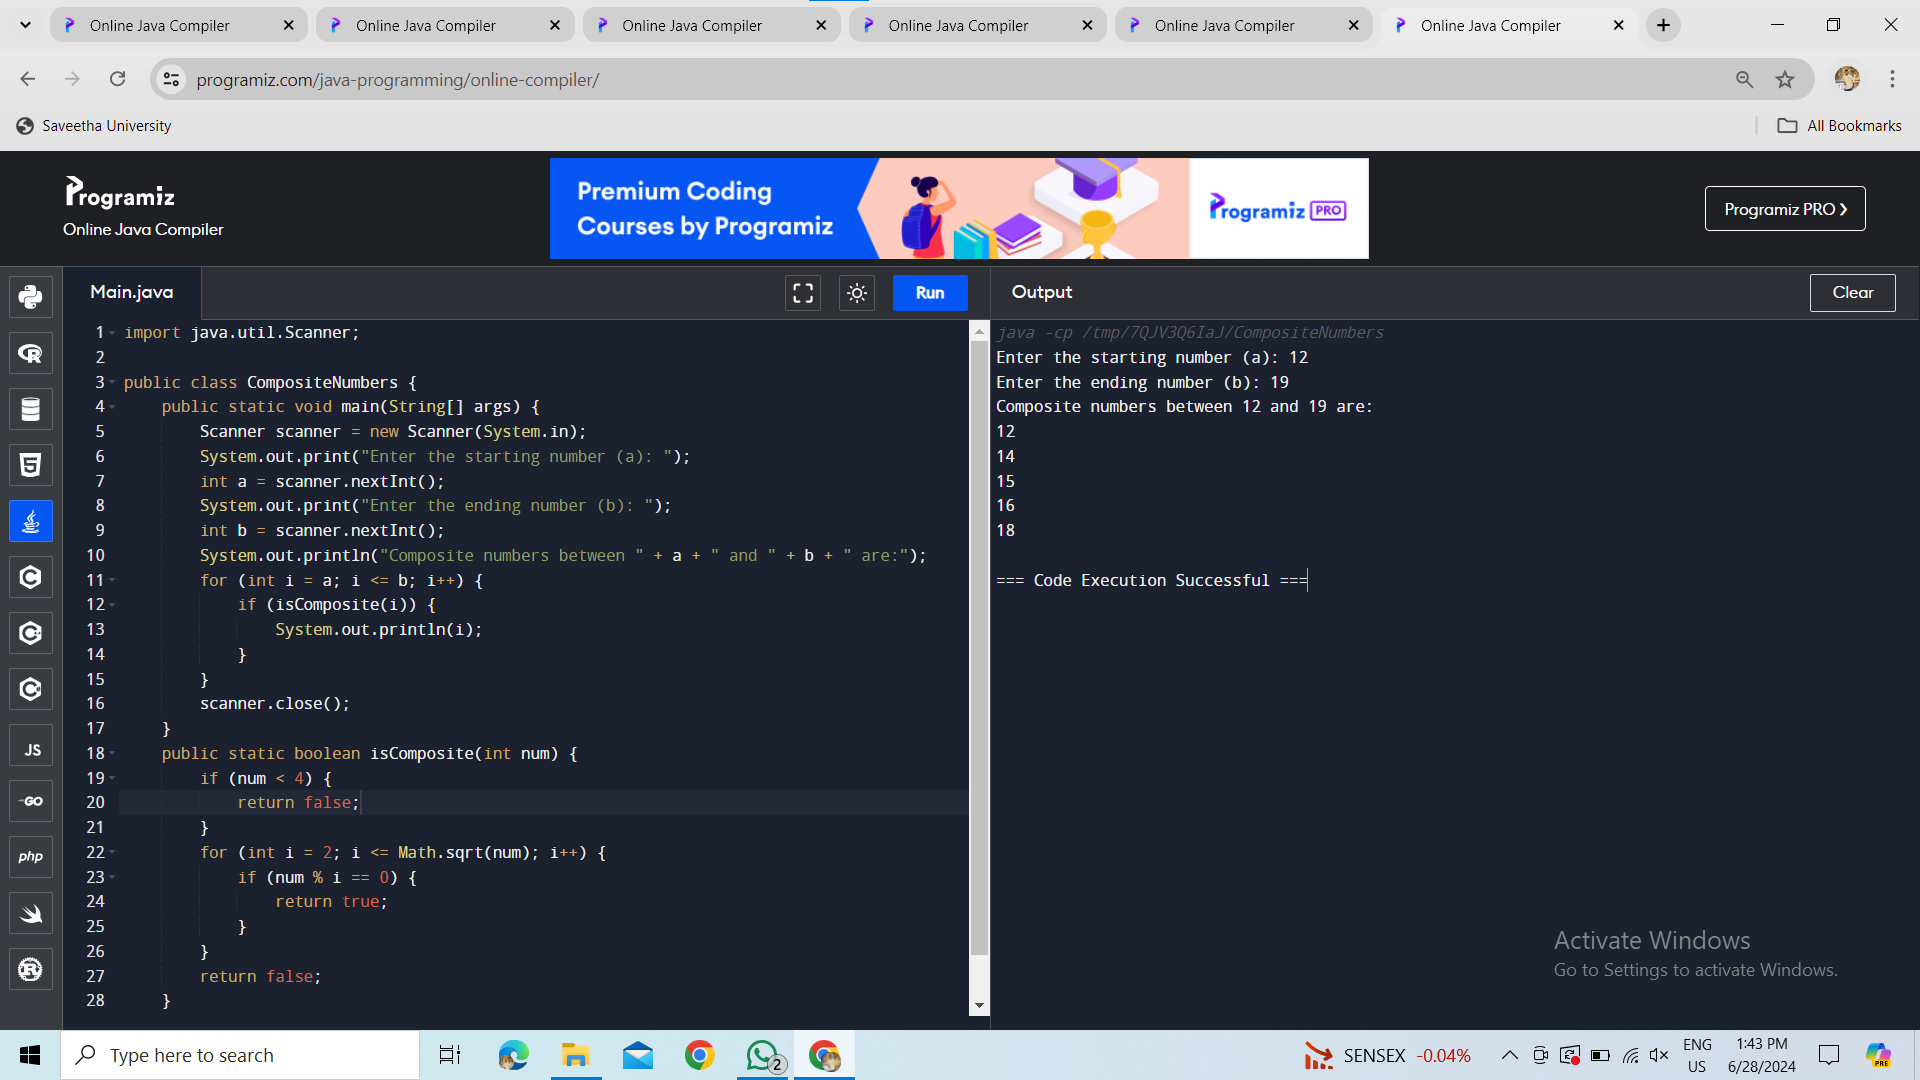 Online Java Compiler
Online Java Compiler
Online Java Compiler
Online Java Compiler
Online Java Compiler
Online Java Compiler
programiz.com/java-programming/online-compiler/
Saveetha University
All Bookmarks
Programiz
Online Java Compiler
Premium Coding
Courses by Programiz
Programiz PRO
Programiz PRO ›
Main.java
Run
Output
Clear
1 import java.util.Scanner;
2
3 public class CompositeNumbers {
4     public static void main(String[] args) {
5         Scanner scanner = new Scanner(System.in);
6         System.out.print("Enter the starting number (a): ");
7         int a = scanner.nextInt();
8         System.out.print("Enter the ending number (b): ");
9         int b = scanner.nextInt();
10         System.out.println("Composite numbers between " + a + " and " + b + " are:");
11         for (int i = a; i <= b; i++) {
12             if (isComposite(i)) {
13                 System.out.println(i);
14             }
15         }
16         scanner.close();
17     }
18     public static boolean isComposite(int num) {
19         if (num < 4) {
20             return false;
21         }
22         for (int i = 2; i <= Math.sqrt(num); i++) {
23             if (num % i == 0) {
24                 return true;
25             }
26         }
27         return false;
28     }
java -cp /tmp/7QJV3Q6IaJ/CompositeNumbers
Enter the starting number (a): 12
Enter the ending number (b): 19
Composite numbers between 12 and 19 are:
12
14
15
16
18
=== Code Execution Successful ===
JS
GO
php
Activate Windows
Go to Settings to activate Windows.
Type here to search
2
SENSEX -0.04%
ENG
US
1:43 PM
6/28/2024
PRE